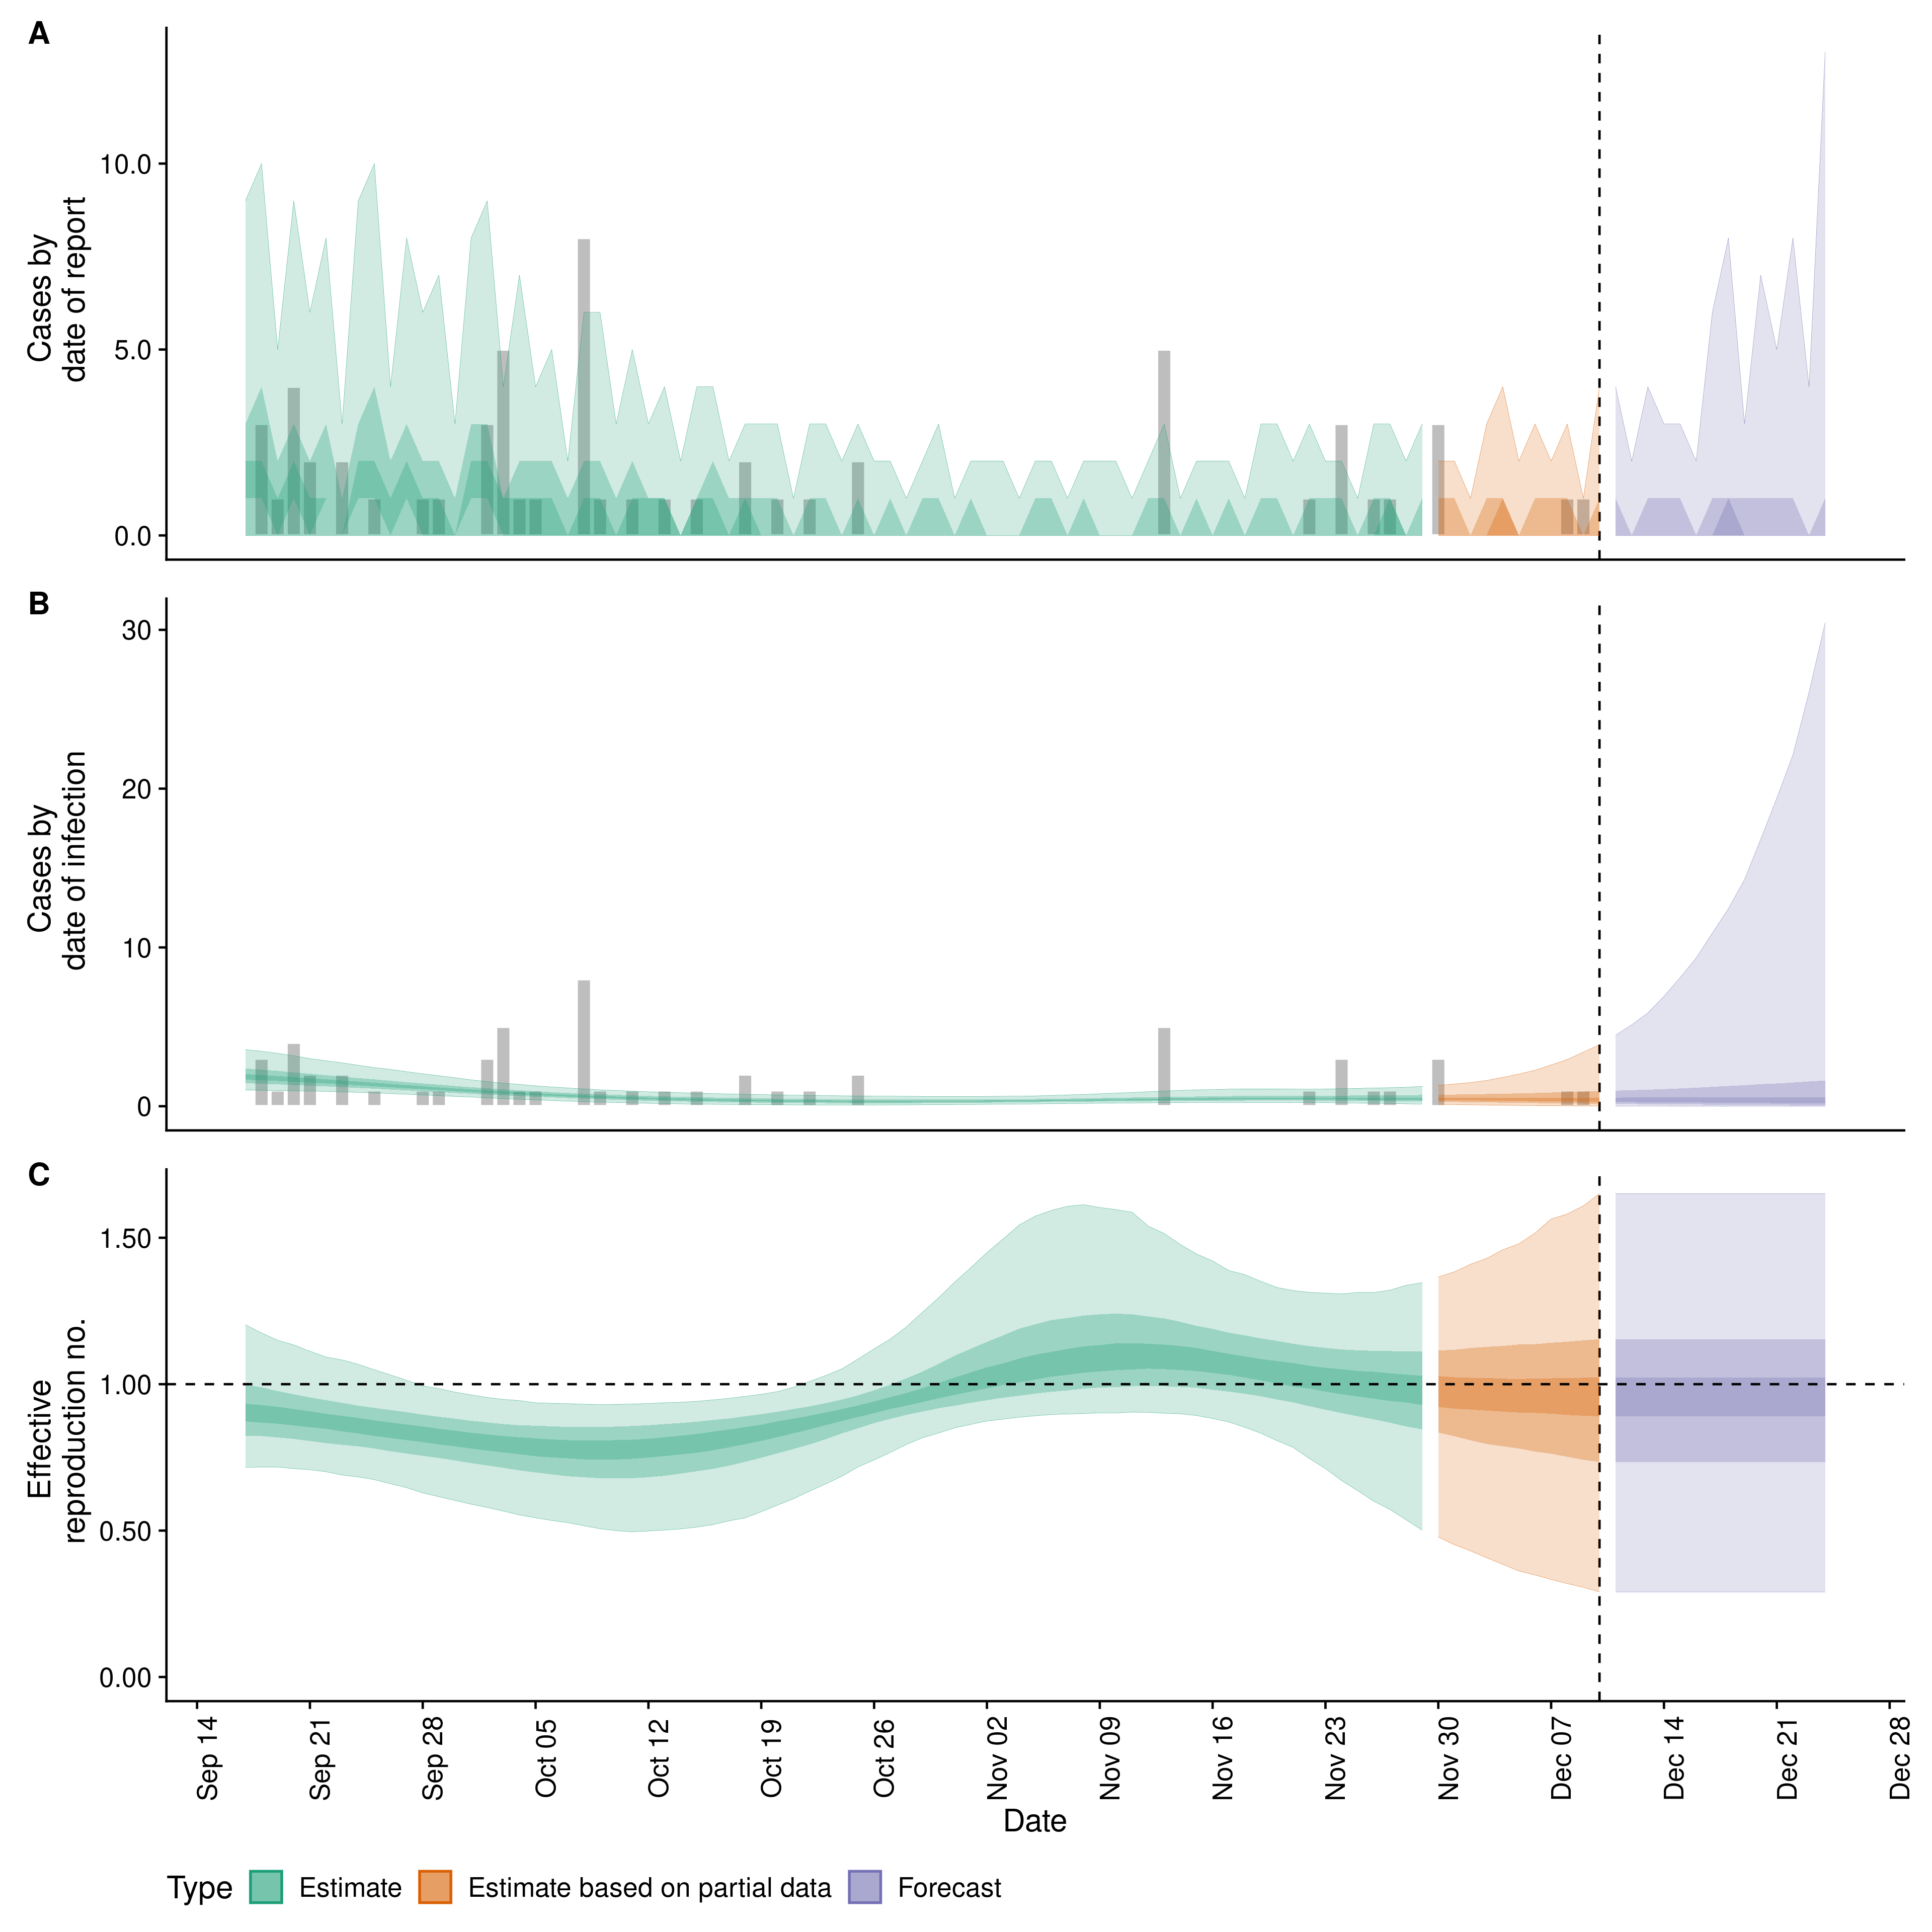 A
Cases by
date of report
10.0
5.0
0.0
B
Cases by
date of infection
30
20
10
0
C
Effective
reproduction no.
1.50
1.00
0.50
0.00
Sep 14
Sep 21
Sep 28
Oct 05
Oct 12
Oct 19
Oct 26
Nov 02
Nov 09
Nov 16
Nov 23
Nov 30
Dec 07
Dec 14
Dec 21
Dec 28
Date
Type Estimate Estimate based on partial data Forecast